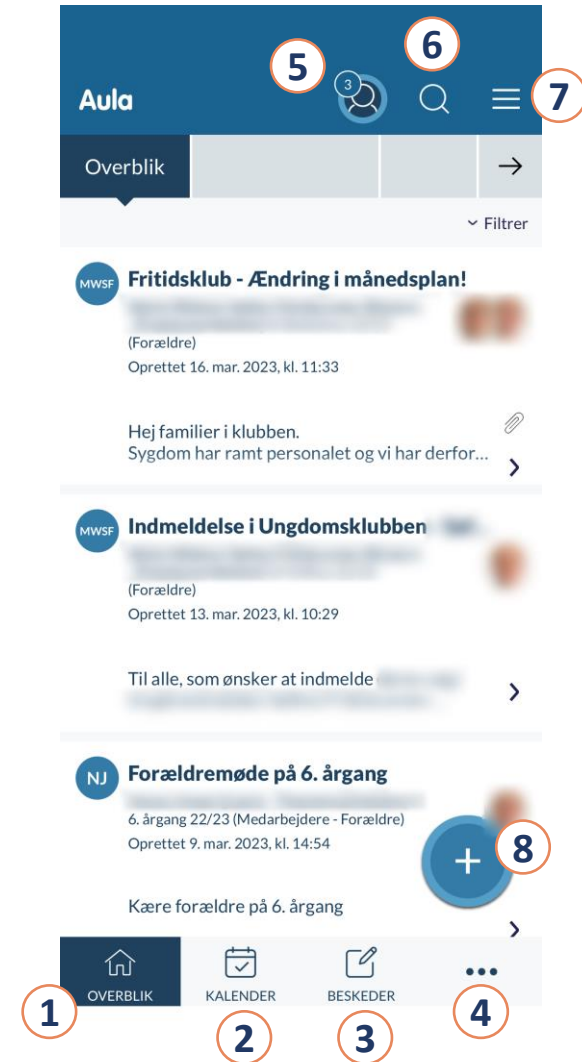 5
6
3
Aula
7
Overblik
Filtrer
MWSF
Fritidsklub - Ændring i månedsplan!
(Forældre)
Oprettet 16. mar. 2023, kl. 11:33
Hej familier i klubben.
Sygdom har ramt personalet og vi har derfor...
MWSF
Indmeldelse i Ungdomsklubben
(Forældre)
Oprettet 13. mar. 2023, kl. 10:29
Til alle, som ønsker at indmelde
NJ
Forældremøde på 6. årgang
6. årgang 22/23 (Medarbejdere - Forældre)
Oprettet 9. mar. 2023, kl. 14:54
+
8
Kære forældre på 6. årgang
OVERBLIK
KALENDER
BESKEDER
1
2
3
4